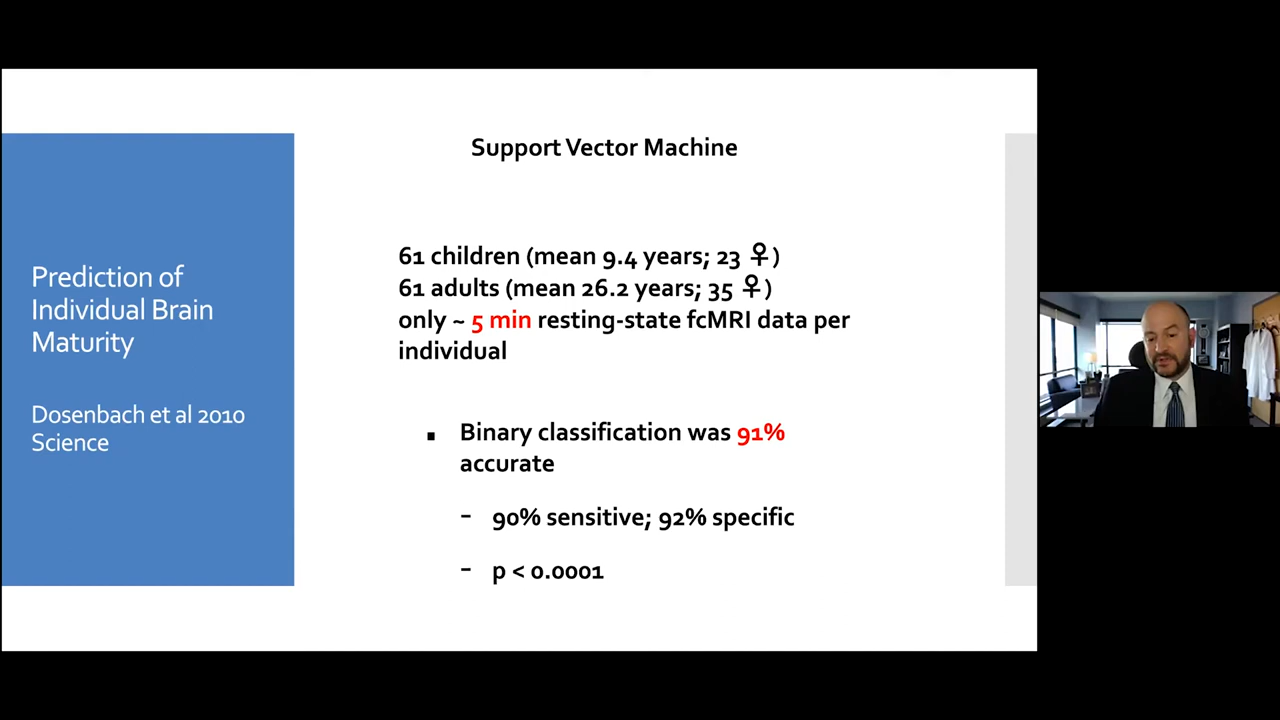 Prediction of
Individual Brain
Maturity
Dosenbach et al 2010
Science
Support Vector Machine
61 children (mean 9.4 years; 23 ♀)
61 adults (mean 26.2 years; 35 ♀)
only ~ 5 min resting-state fcMRI data per
individual
▪ Binary classification was 91%
accurate
– 90% sensitive; 92% specific
– p < 0.0001